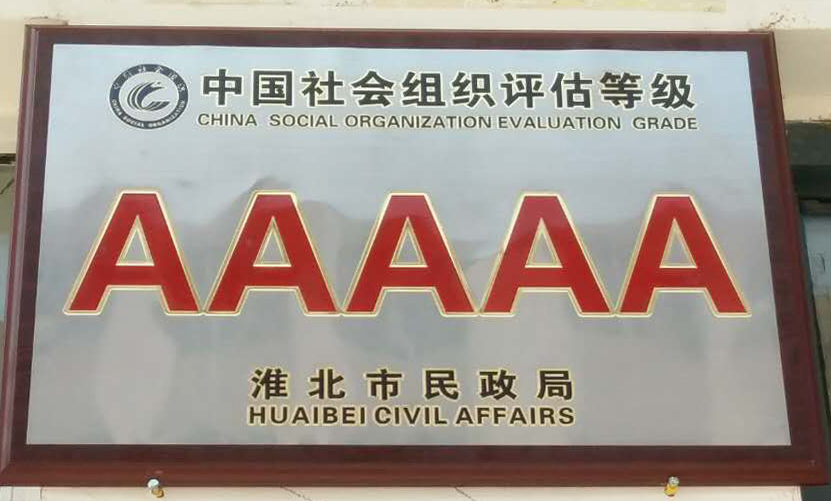 中国社会组织评估等级
CHINA SOCIAL ORGANIZATION EVALUATION GRADE
AAAAA
淮北市民政局
HUAIBEI CIVIL AFFAIRS